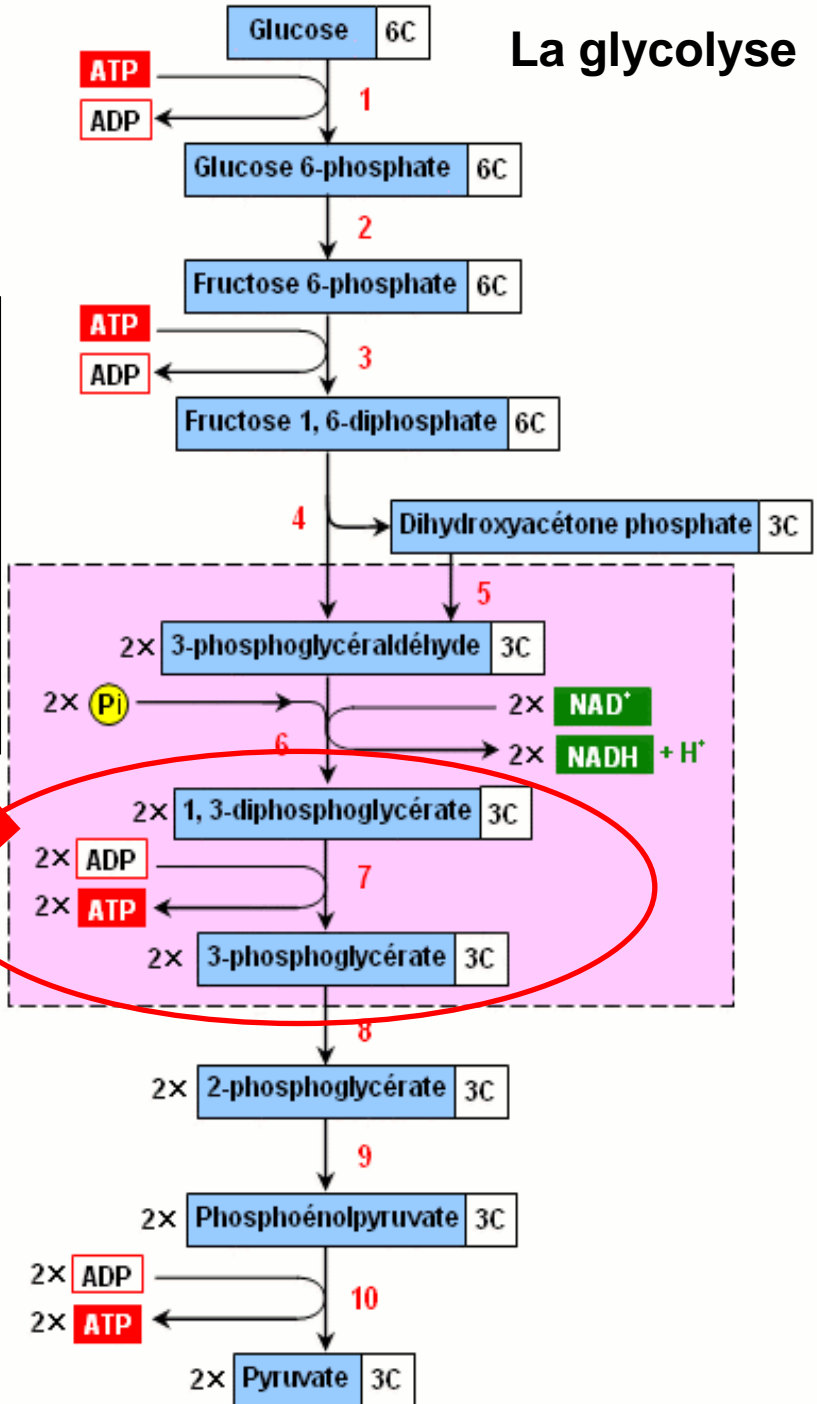 La glycolyse
Glucose 6C
ATP
ADP
1
Glucose 6-phosphate 6C
2
Fructose 6-phosphate 6C
ATP
ADP
3
Fructose 1, 6-diphosphate 6C
4
Dihydroxyacétone phosphate 3C
5
2× 3-phosphoglycéraldéhyde 3C
2× Pi
2× NAD⁺
6
2× NADH + H⁺
2× 1, 3-diphosphoglycérate 3C
2× ADP
7
2× ATP
2× 3-phosphoglycérate 3C
8
2× 2-phosphoglycérate 3C
9
2× Phosphoénolpyruvate 3C
2× ADP
10
2× ATP
2× Pyruvate 3C